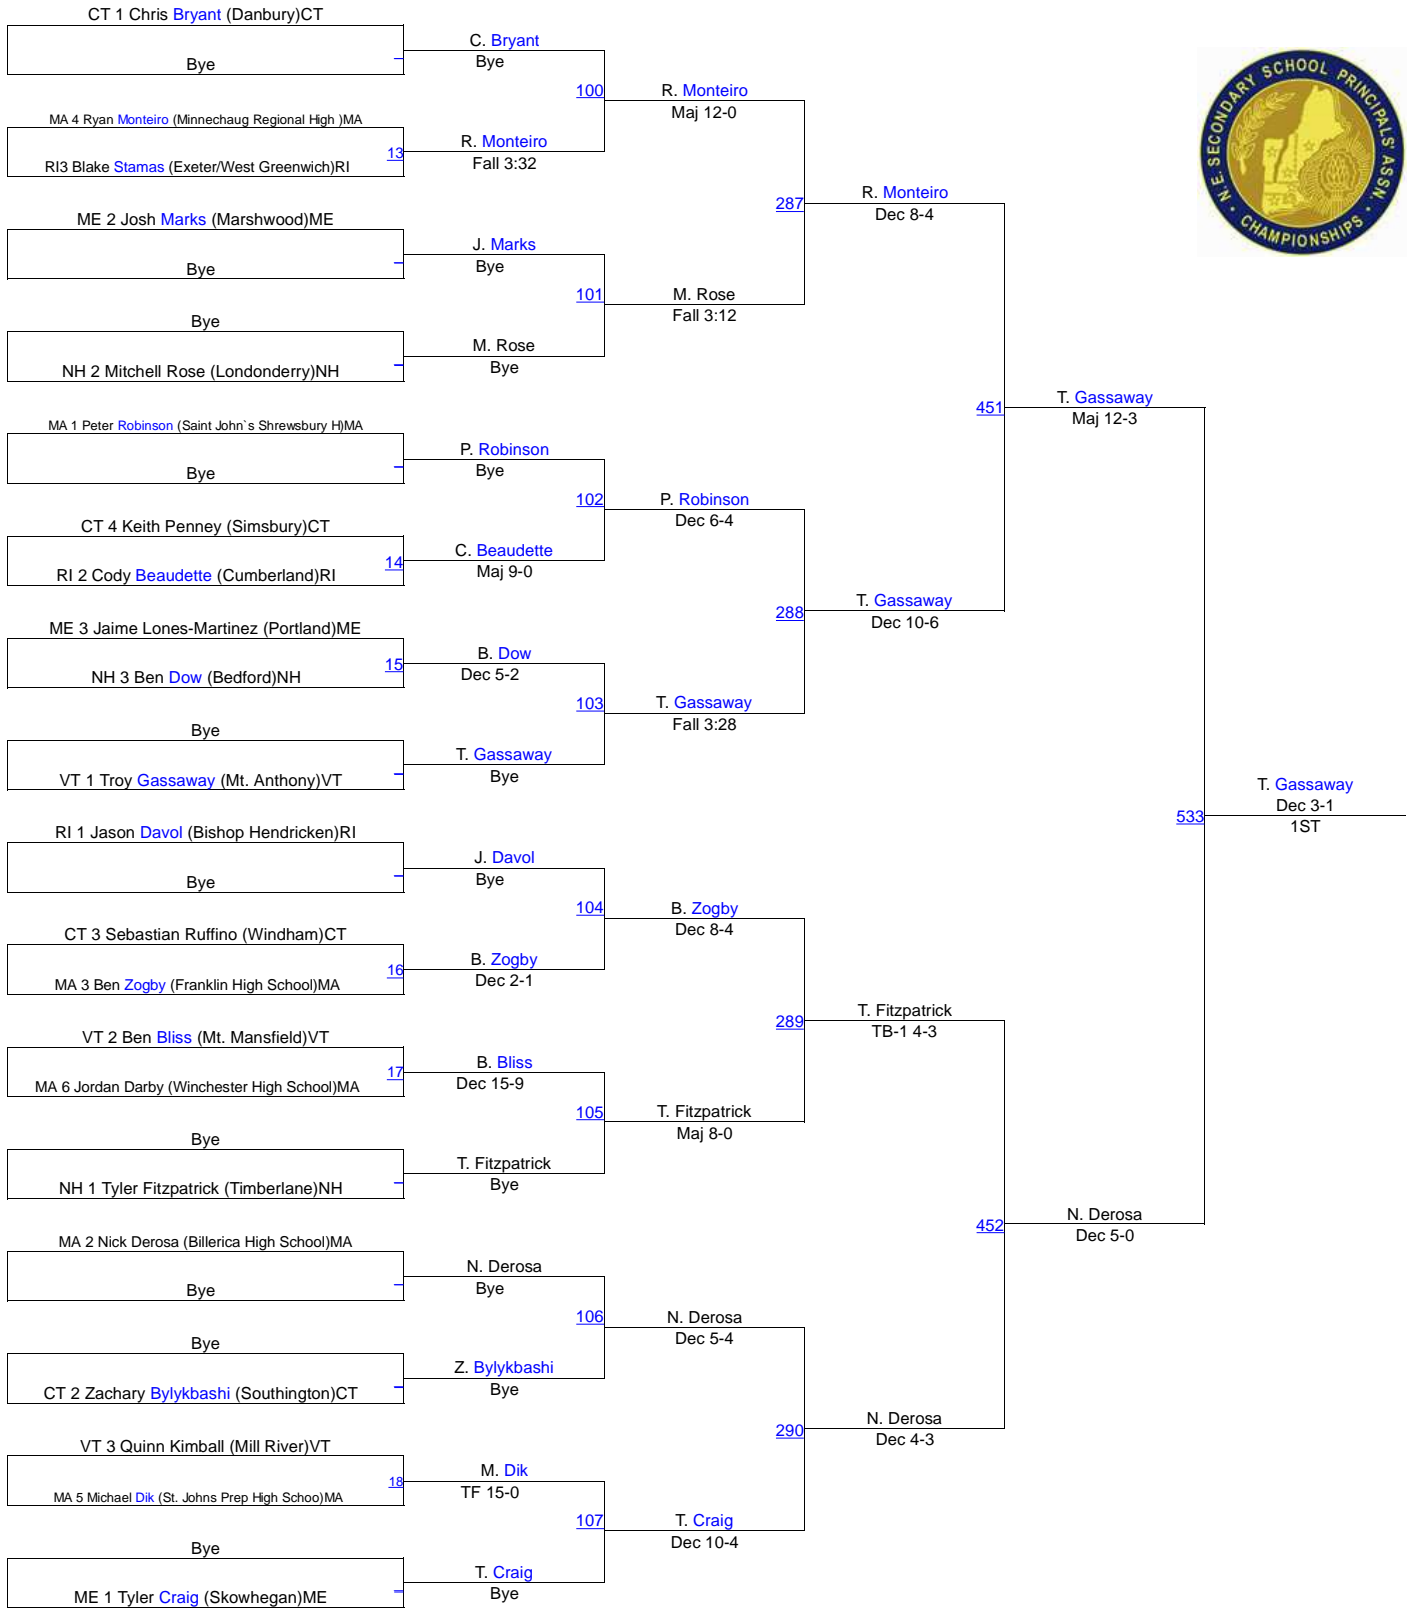 CT 1 Chris Bryant (Danbury)CT
Bye
MA 4 Ryan Monteiro (Minnechaug Regional High )MA
13
RI3 Blake Stamas (Exeter/West Greenwich)RI
ME 2 Josh Marks (Marshwood)ME
Bye
Bye
NH 2 Mitchell Rose (Londonderry)NH
MA 1 Peter Robinson (Saint John`s Shrewsbury H)MA
Bye
CT 4 Keith Penney (Simsbury)CT
14
RI 2 Cody Beaudette (Cumberland)RI
ME 3 Jaime Lones-Martinez (Portland)ME
15
NH 3 Ben Dow (Bedford)NH
Bye
VT 1 Troy Gassaway (Mt. Anthony)VT
RI 1 Jason Davol (Bishop Hendricken)RI
Bye
CT 3 Sebastian Ruffino (Windham)CT
16
MA 3 Ben Zogby (Franklin High School)MA
VT 2 Ben Bliss (Mt. Mansfield)VT
17
MA 6 Jordan Darby (Winchester High School)MA
Bye
NH 1 Tyler Fitzpatrick (Timberlane)NH
MA 2 Nick Derosa (Billerica High School)MA
Bye
Bye
CT 2 Zachary Bylykbashi (Southington)CT
VT 3 Quinn Kimball (Mill River)VT
18
MA 5 Michael Dik (St. Johns Prep High Schoo)MA
Bye
ME 1 Tyler Craig (Skowhegan)ME
C. Bryant
Bye
100
R. Monteiro
Fall 3:32
J. Marks
Bye
101
M. Rose
Bye
P. Robinson
Bye
102
C. Beaudette
Maj 9-0
B. Dow
Dec 5-2
103
T. Gassaway
Bye
J. Davol
Bye
104
B. Zogby
Dec 2-1
B. Bliss
Dec 15-9
105
T. Fitzpatrick
Bye
N. Derosa
Bye
106
Z. Bylykbashi
Bye
M. Dik
TF 15-0
107
T. Craig
Bye
R. Monteiro
Maj 12-0
287
M. Rose
Fall 3:12
P. Robinson
Dec 6-4
288
T. Gassaway
Fall 3:28
B. Zogby
Dec 8-4
289
T. Fitzpatrick
Maj 8-0
N. Derosa
Dec 5-4
290
T. Craig
Dec 10-4
R. Monteiro
Dec 8-4
451
T. Gassaway
Dec 10-6
T. Fitzpatrick
TB-1 4-3
452
N. Derosa
Dec 4-3
T. Gassaway
Maj 12-3
533
N. Derosa
Dec 5-0
T. Gassaway
Dec 3-1
1ST
N.E. SECONDARY SCHOOL PRINCIPALS' ASSN.
• CHAMPIONSHIPS •